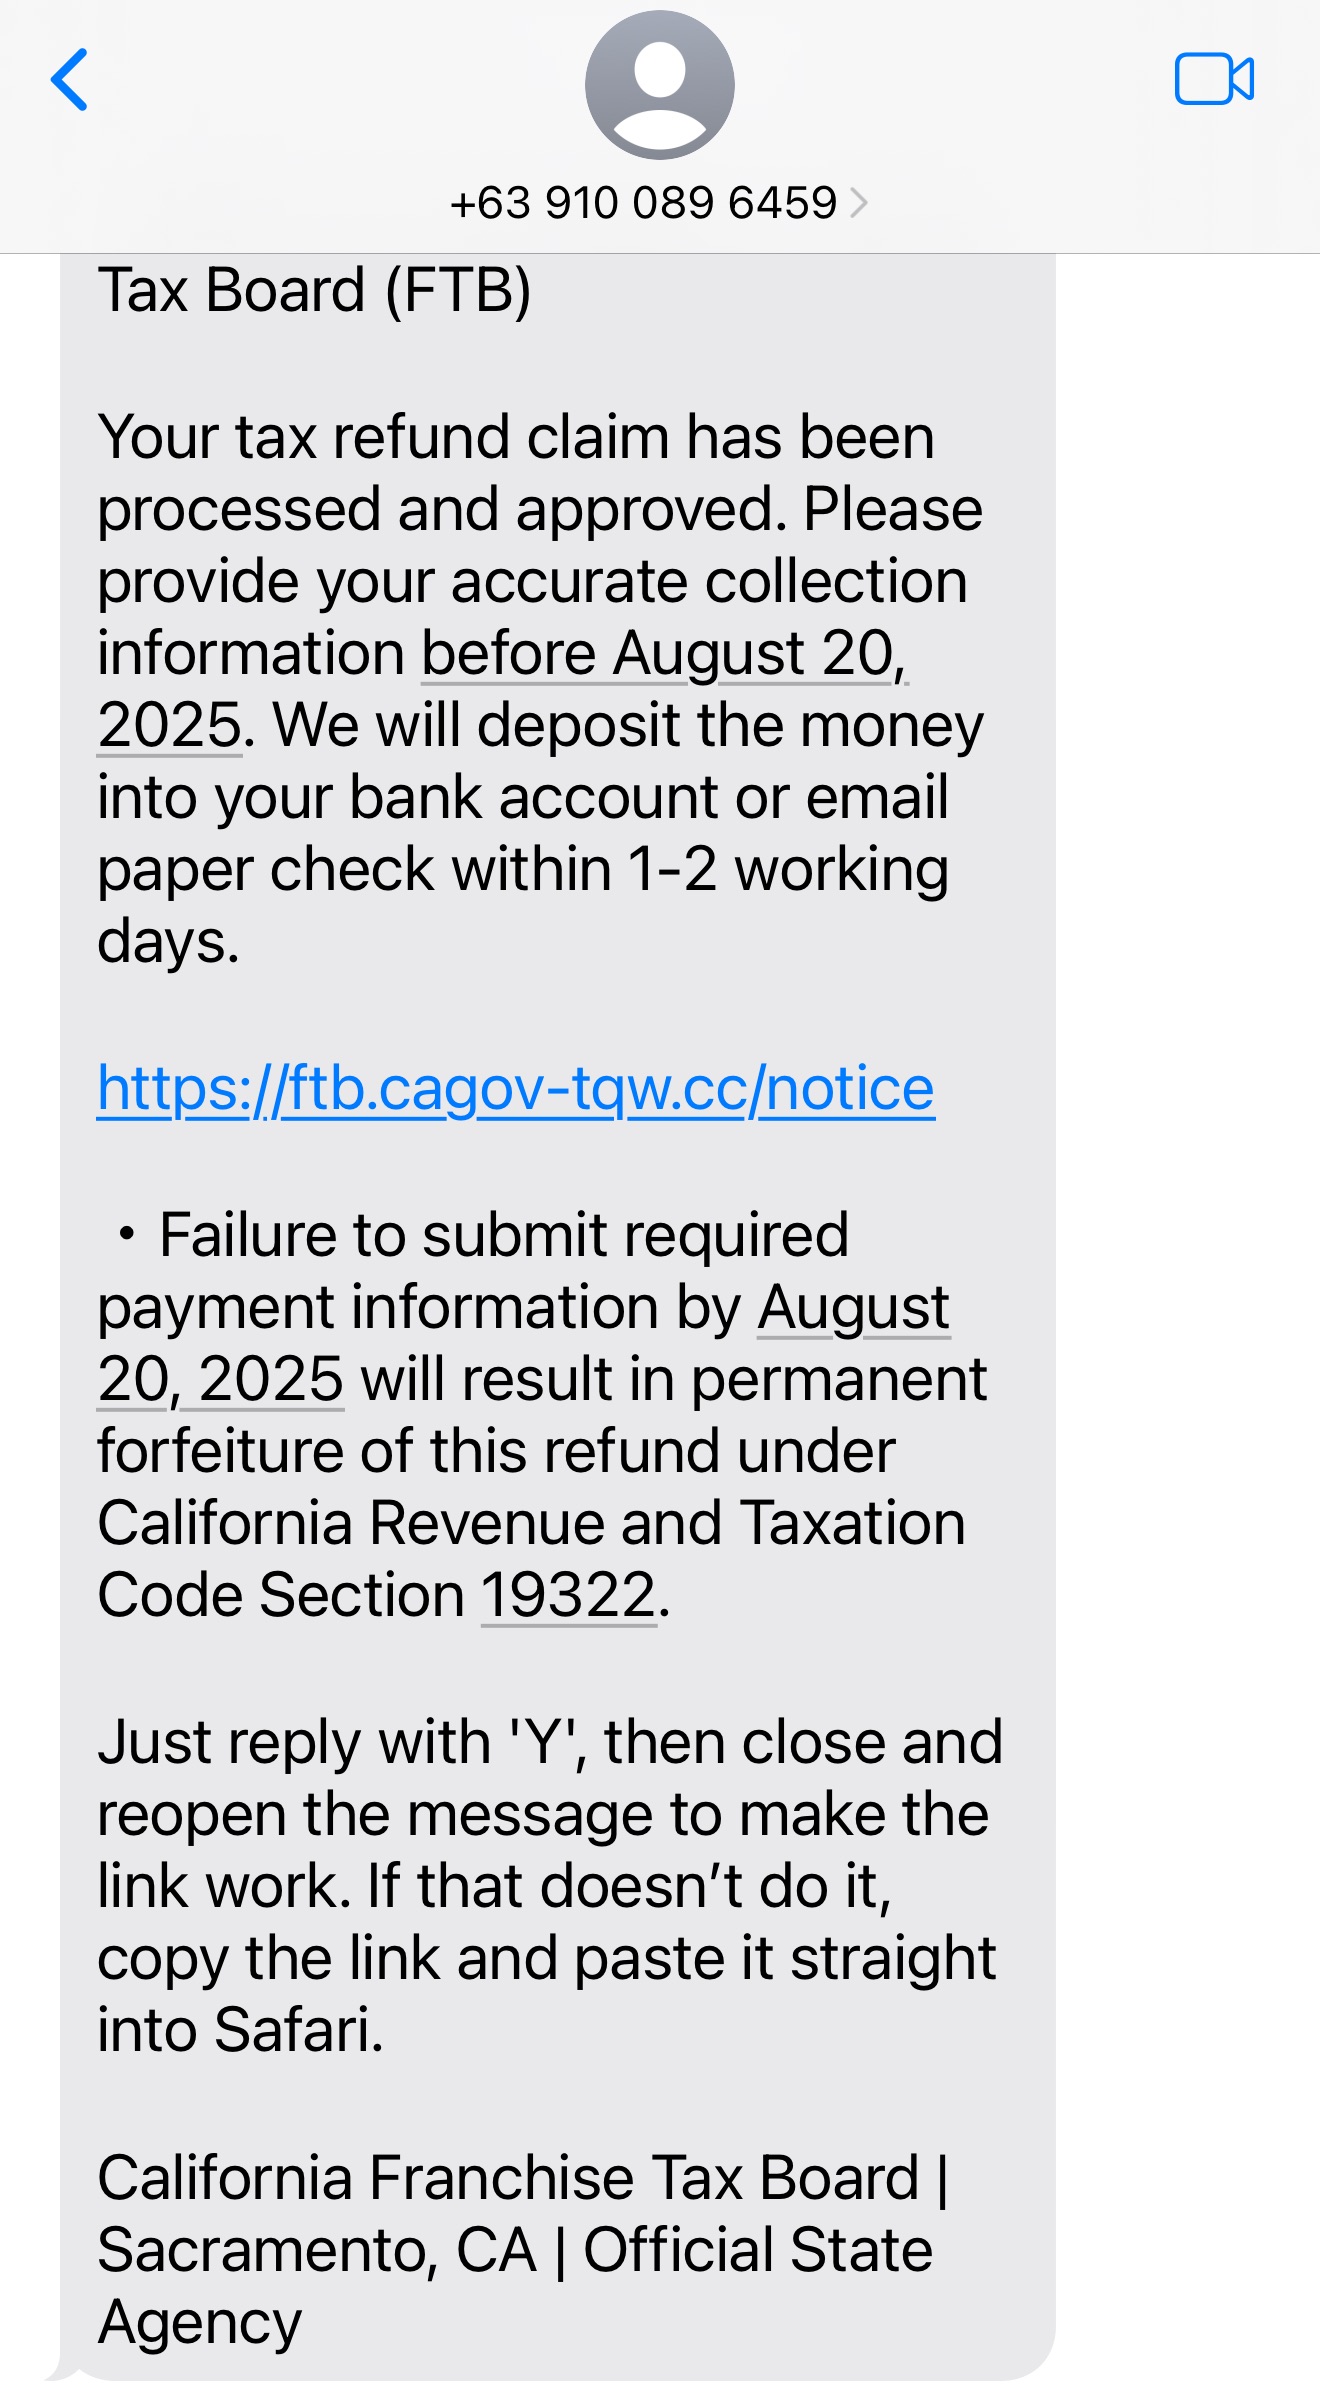 +63 910 089 6459
Tax Board (FTB)
Your tax refund claim has been
processed and approved. Please
provide your accurate collection
information before August 20,
2025. We will deposit the money
into your bank account or email
paper check within 1-2 working
days.
https://ftb.cagov-tqw.cc/notice
• Failure to submit required
payment information by August
20, 2025 will result in permanent
forfeiture of this refund under
California Revenue and Taxation
Code Section 19322.
Just reply with 'Y', then close and
reopen the message to make the
link work. If that doesn’t do it,
copy the link and paste it straight
into Safari.
California Franchise Tax Board |
Sacramento, CA | Official State
Agency